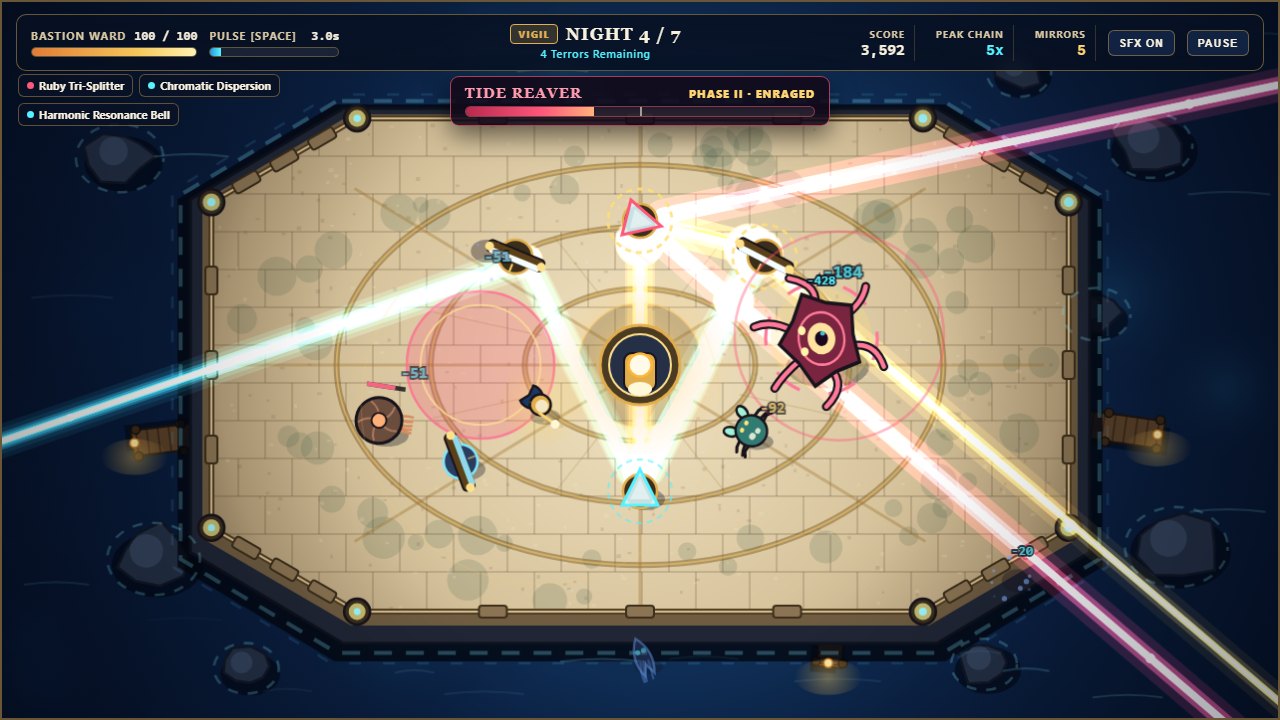 BASTION WARD 100 / 100 PULSE [SPACE] 3.0s
VIGIL NIGHT 4 / 7
4 Terrors Remaining
SCORE
3,592
PEAK CHAIN
5x
MIRRORS
5
SFX ON
PAUSE
Ruby Tri-Splitter
Chromatic Dispersion
Harmonic Resonance Bell
TIDE REAVER PHASE II · ENRAGED
-51
-184
-428
-51
-92
-20